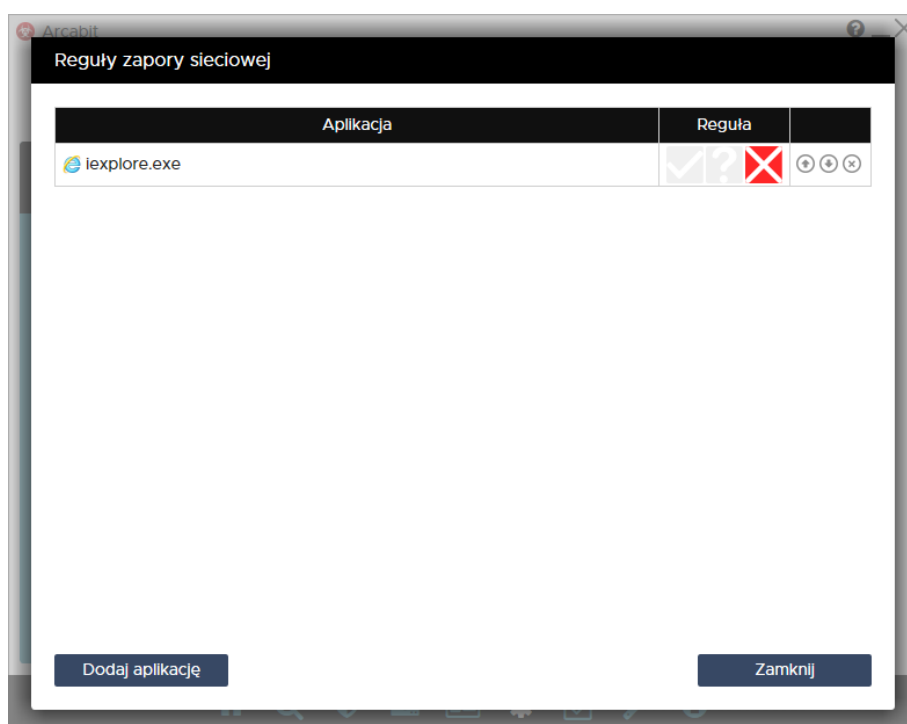 Arcabit
Reguły zapory sieciowej
Aplikacja Reguła
iexplore.exe
Dodaj aplikację Zamknij